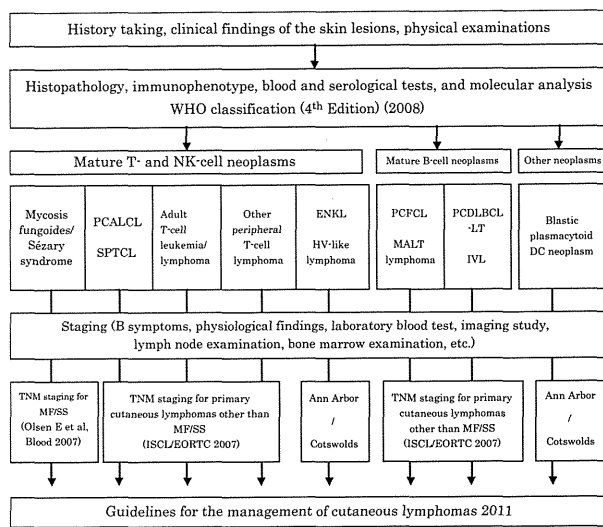 History taking, clinical findings of the skin lesions, physical examinations
Histopathology, immunophenotype, blood and serological tests, and molecular analysis
WHO classification (4th Edition) (2008)
Mature T- and NK-cell neoplasms
Mature B-cell neoplasms
Other neoplasms
Mycosis
fungoides/
Sézary
syndrome
PCALCL
SPTCL
Adult
T-cell
leukemia/
lymphoma
Other
peripheral
T-cell
lymphoma
ENKL
HV-like
lymphoma
PCFCL
MALT
lymphoma
PCDLBCL
-LT
IVL
Blastic
plasmacytoid
DC neoplasm
Staging (B symptoms, physiological findings, laboratory blood test, imaging study,
lymph node examination, bone marrow examination, etc.)
TNM staging for
MF/SS
(Olsen E et al,
Blood 2007)
TNM staging for primary
cutaneous lymphomas other than
MF/SS
(ISCL/EORTC 2007)
Ann Arbor
/
Cotswolds
TNM staging for primary
cutaneous lymphomas
other than MF/SS
(ISCL/EORTC 2007)
Ann Arbor
/
Cotswolds
Guidelines for the management of cutaneous lymphomas 2011